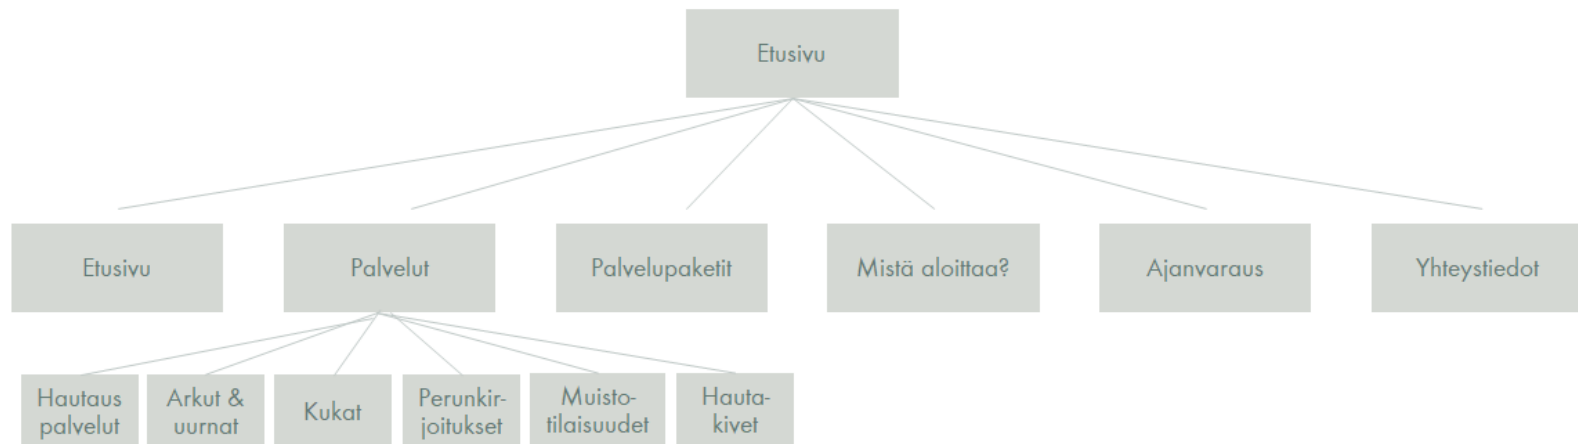 Etusivu
Etusivu
Palvelut
Palvelupaketit
Mistä aloittaa?
Ajanvaraus
Yhteystiedot
Hautaus
palvelut
Arkut &
uurnat
Kukat
Perunkir-
joitukset
Muisto-
tilaisuudet
Hauta-
kivet